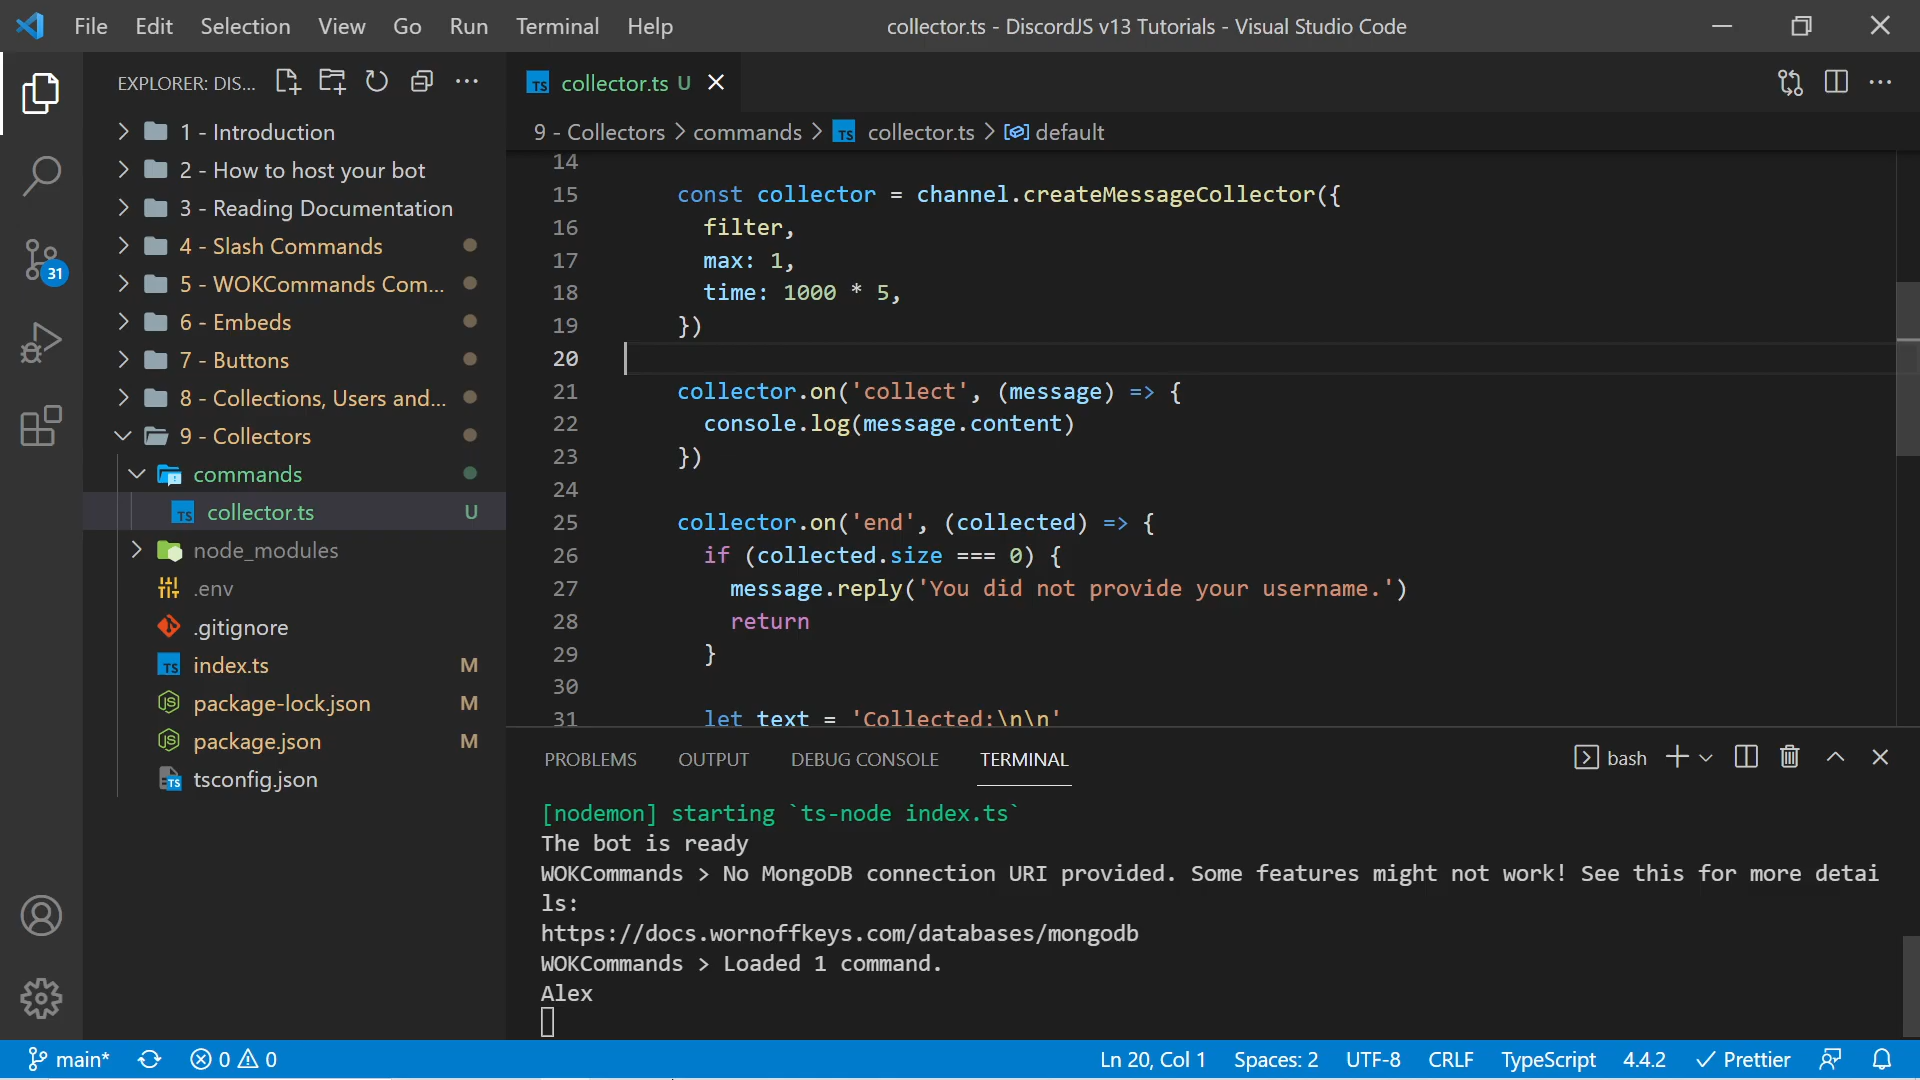 File Edit Selection View Go Run Terminal Help
collector.ts - DiscordJS v13 Tutorials - Visual Studio Code
EXPLORER: DIS...
1 - Introduction
2 - How to host your bot
3 - Reading Documentation
4 - Slash Commands
5 - WOKCommands Com...
6 - Embeds
7 - Buttons
8 - Collections, Users and...
9 - Collectors
commands
TS collector.ts U
node_modules
.env
.gitignore
TS index.ts M
package-lock.json M
package.json M
TS tsconfig.json
31
TS collector.ts U
9 - Collectors > commands > TS collector.ts > default
14
15 const collector = channel.createMessageCollector({
16 filter,
17 max: 1,
18 time: 1000 * 5,
19 })
20
21 collector.on('collect', (message) => {
22 console.log(message.content)
23 })
24
25 collector.on('end', (collected) => {
26 if (collected.size === 0) {
27 message.reply('You did not provide your username.')
28 return
29 }
30
31 let text = 'Collected:\n\n'
PROBLEMS OUTPUT DEBUG CONSOLE TERMINAL
bash
[nodemon] starting `ts-node index.ts`
The bot is ready
WOKCommands > No MongoDB connection URI provided. Some features might not work! See this for more detai
ls:
https://docs.wornoffkeys.com/databases/mongodb
WOKCommands > Loaded 1 command.
Alex
main* 0 0
Ln 20, Col 1 Spaces: 2 UTF-8 CRLF TypeScript 4.4.2 Prettier